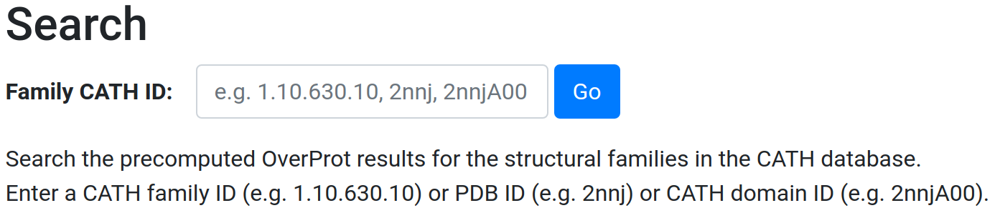 Search
Family CATH ID: e.g. 1.10.630.10, 2nnj, 2nnjA00 Go
Search the precomputed OverProt results for the structural families in the CATH database.
Enter a CATH family ID (e.g. 1.10.630.10) or PDB ID (e.g. 2nnj) or CATH domain ID (e.g. 2nnjA00).